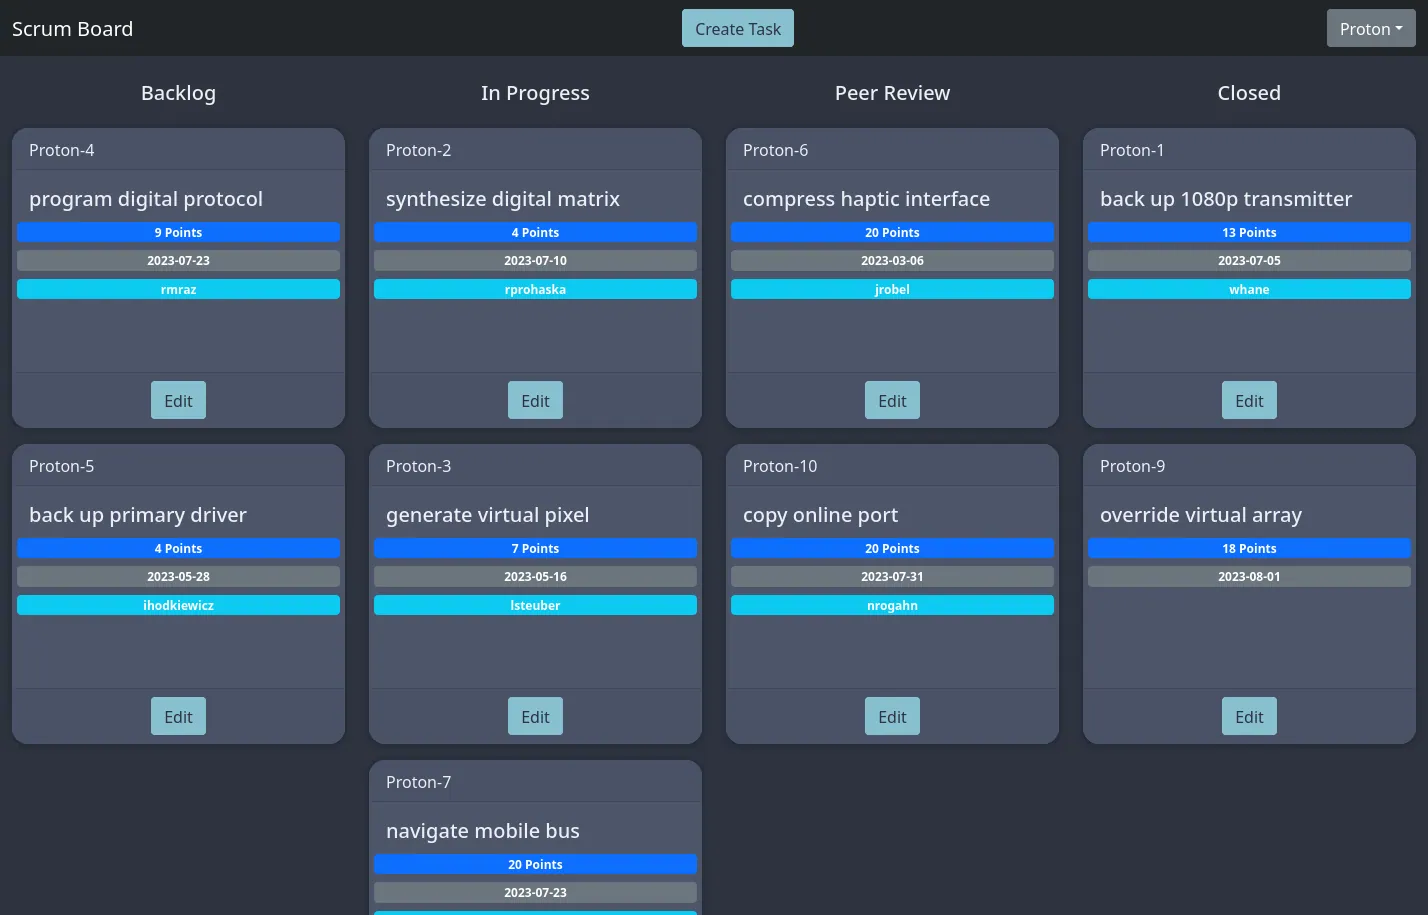 Scrum Board
Create Task
Proton
Backlog
In Progress
Peer Review
Closed
Proton-4
program digital protocol
9 Points
2023-07-23
rmraz
Edit
Proton-2
synthesize digital matrix
4 Points
2023-07-10
rprohaska
Edit
Proton-6
compress haptic interface
20 Points
2023-03-06
jrobel
Edit
Proton-1
back up 1080p transmitter
13 Points
2023-07-05
whane
Edit
Proton-5
back up primary driver
4 Points
2023-05-28
ihodkiewicz
Edit
Proton-3
generate virtual pixel
7 Points
2023-05-16
lsteuber
Edit
Proton-10
copy online port
20 Points
2023-07-31
nrogahn
Edit
Proton-9
override virtual array
18 Points
2023-08-01
Edit
Proton-7
navigate mobile bus
20 Points
2023-07-23